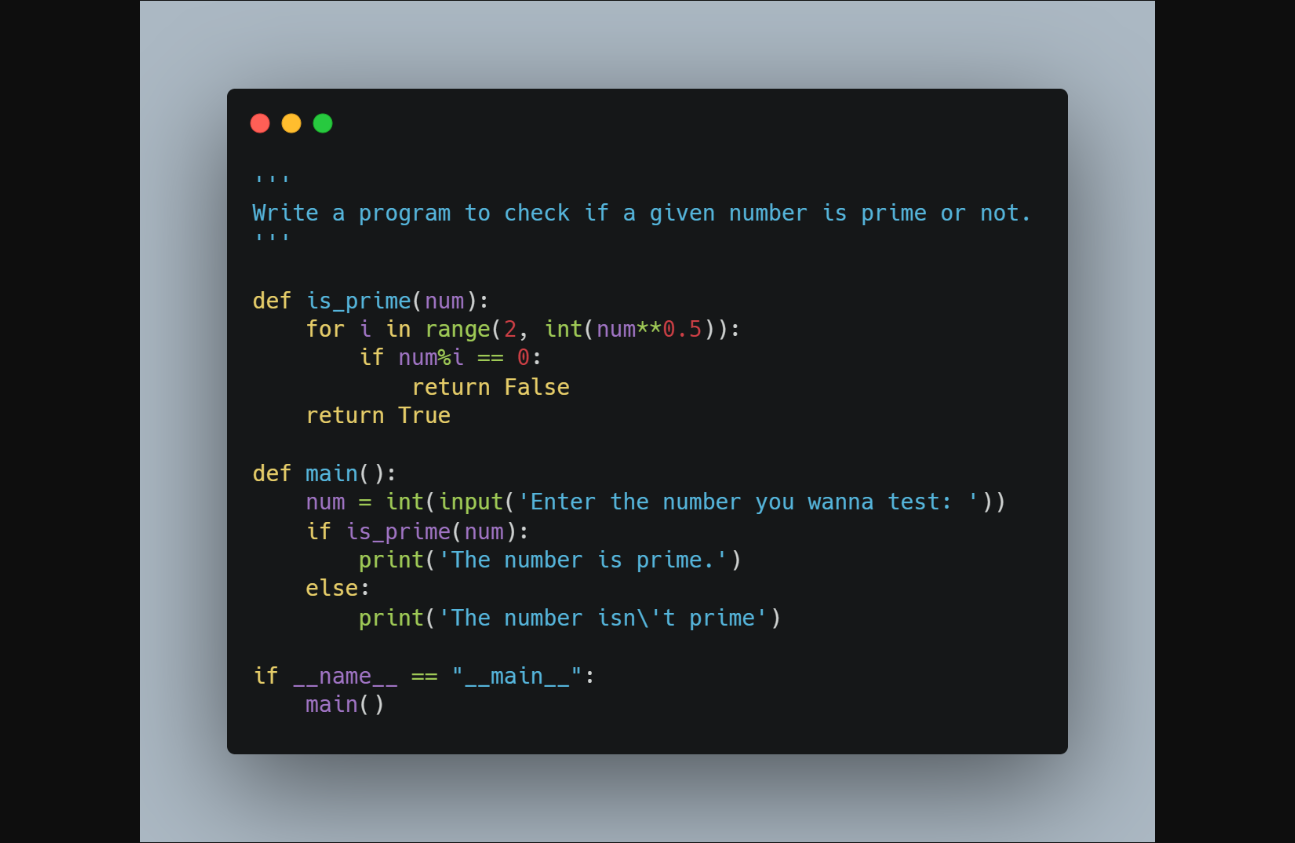 '''
Write a program to check if a given number is prime or not.
'''

def is_prime(num):
    for i in range(2, int(num**0.5)):
        if num%i == 0:
            return False
    return True

def main():
    num = int(input('Enter the number you wanna test: '))
    if is_prime(num):
        print('The number is prime.')
    else:
        print('The number isn\'t prime')

if __name__ == "__main__":
    main()